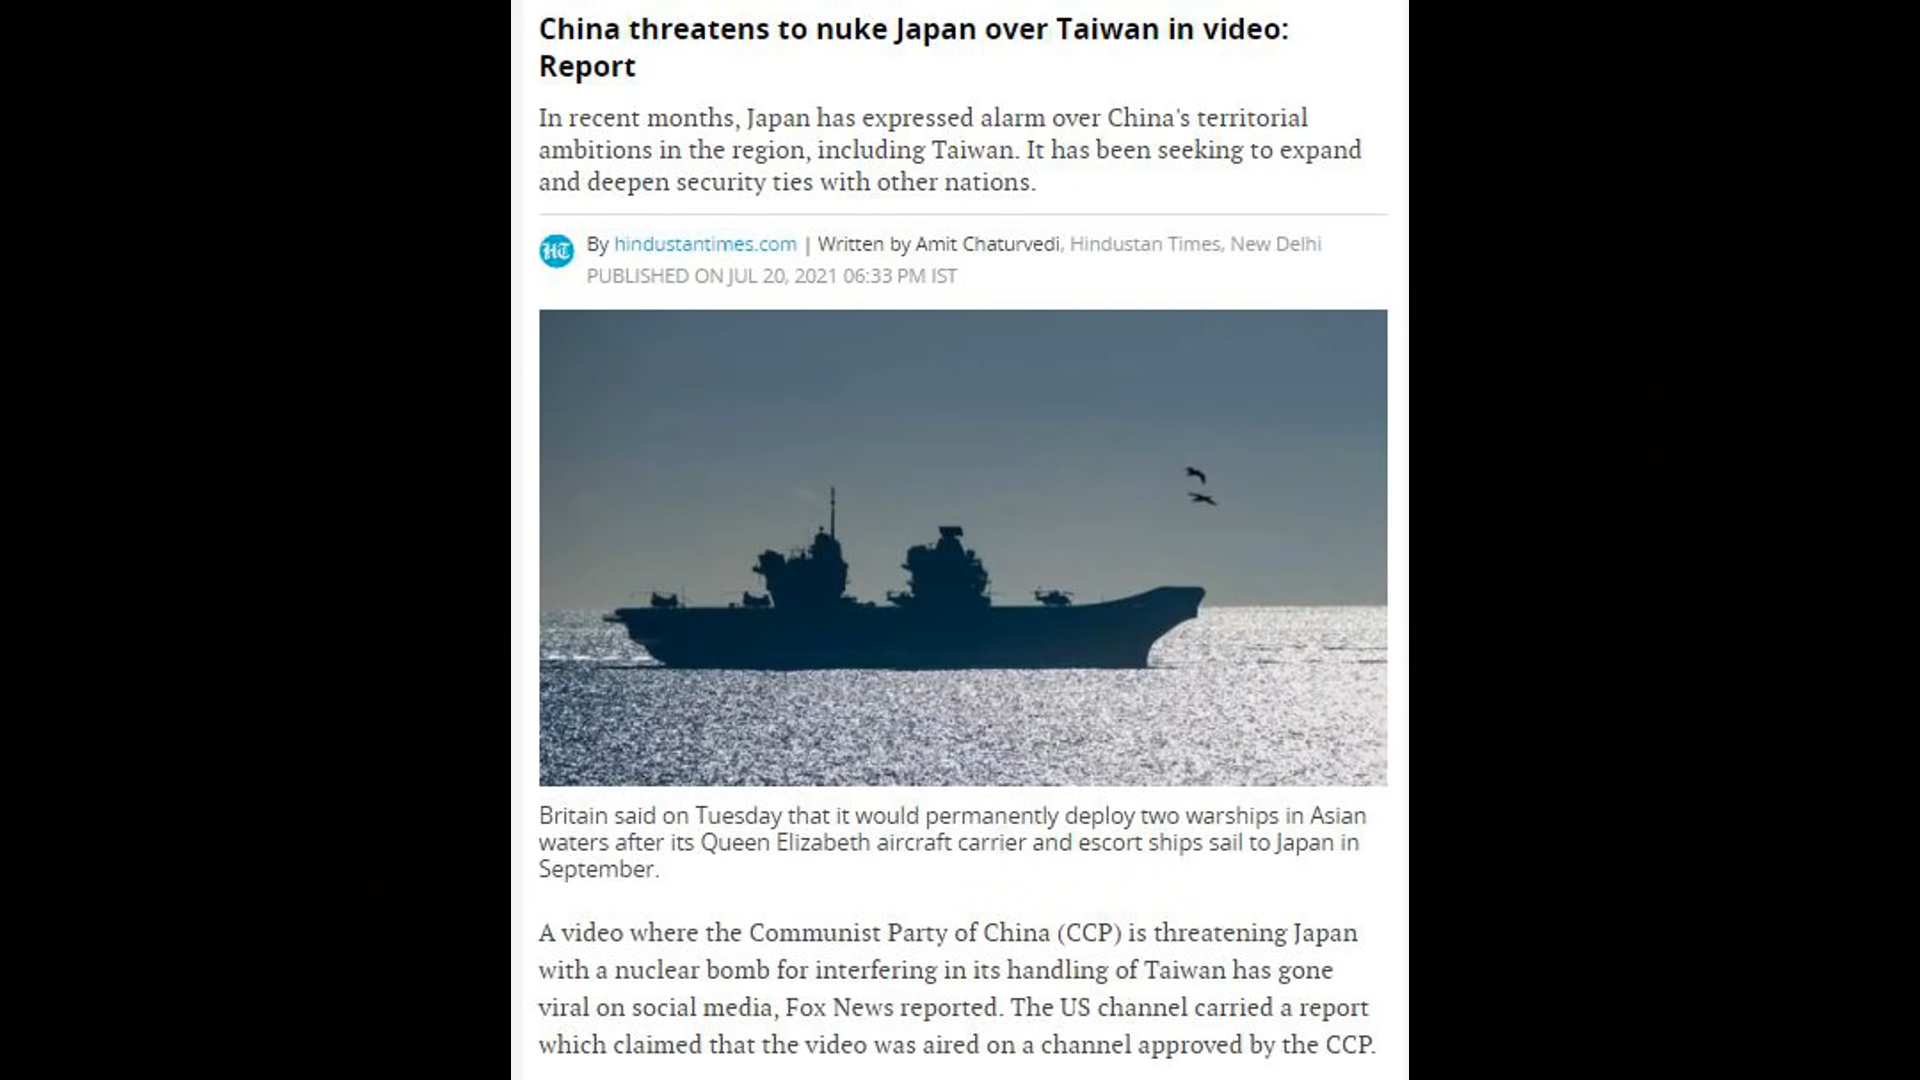 China threatens to nuke Japan over Taiwan in video:
Report
In recent months, Japan has expressed alarm over China's territorial
ambitions in the region, including Taiwan. It has been seeking to expand
and deepen security ties with other nations.
HT
By hindustantimes.com | Written by Amit Chaturvedi, Hindustan Times, New Delhi
PUBLISHED ON JUL 20, 2021 06:33 PM IST
Britain said on Tuesday that it would permanently deploy two warships in Asian
waters after its Queen Elizabeth aircraft carrier and escort ships sail to Japan in
September.
A video where the Communist Party of China (CCP) is threatening Japan
with a nuclear bomb for interfering in its handling of Taiwan has gone
viral on social media, Fox News reported. The US channel carried a report
which claimed that the video was aired on a channel approved by the CCP.